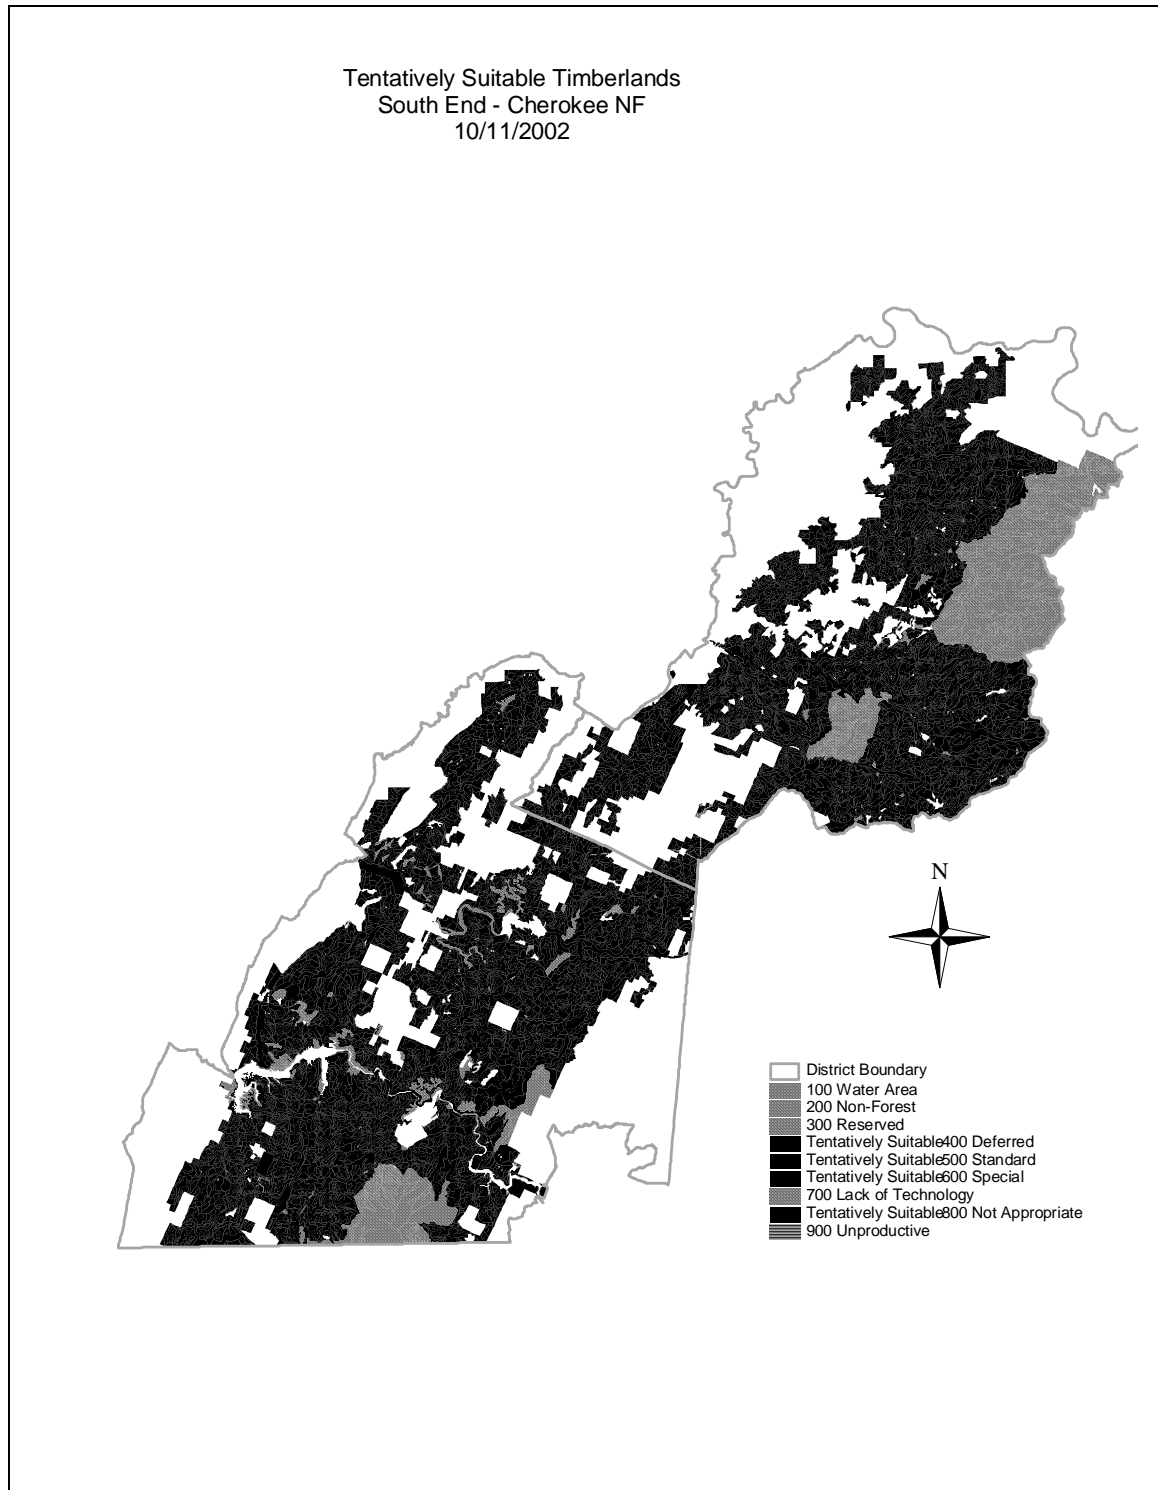 Tentatively Suitable Timberlands
South End - Cherokee NF
10/11/2002
N
District Boundary
100 Water Area
200 Non-Forest
300 Reserved
Tentatively Suitable400 Deferred
Tentatively Suitable500 Standard
Tentatively Suitable600 Special
700 Lack of Technology
Tentatively Suitable800 Not Appropriate
900 Unproductive